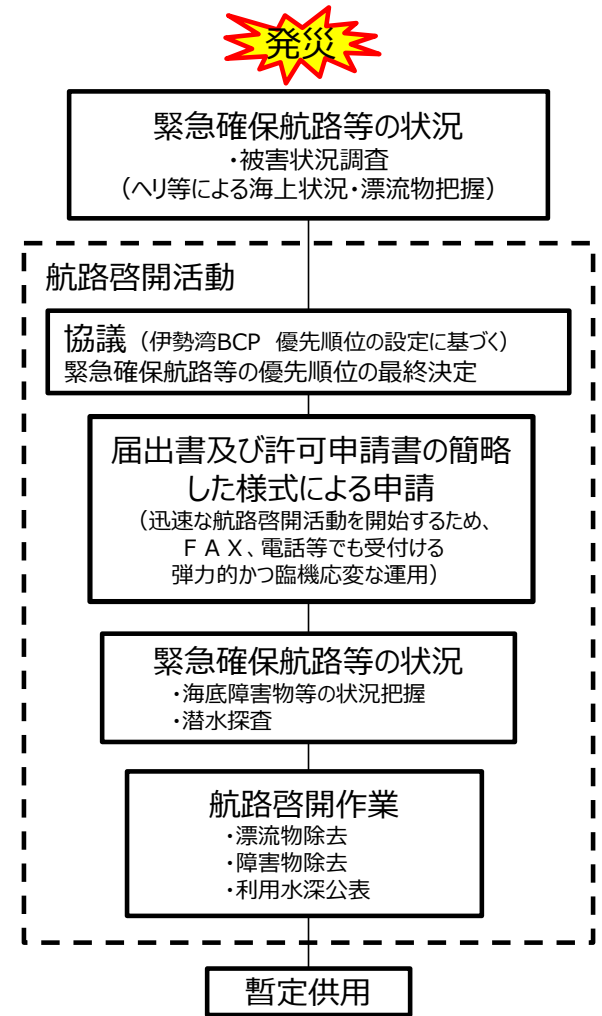 発災
緊急確保航路等の状況
・被害状況調査
（ヘリ等による海上状況・漂流物把握）
航路啓開活動
協議（伊勢湾BCP　優先順位の設定に基づく）
緊急確保航路等の優先順位の最終決定
届出書及び許可申請書の簡略
した様式による申請
（迅速な航路啓開活動を開始するため、
ＦＡＸ、電話等でも受付ける
弾力的かつ臨機応変な運用）
緊急確保航路等の状況
・海底障害物等の状況把握
・潜水探査
航路啓開作業
・漂流物除去
・障害物除去
・利用水深公表
暫定供用